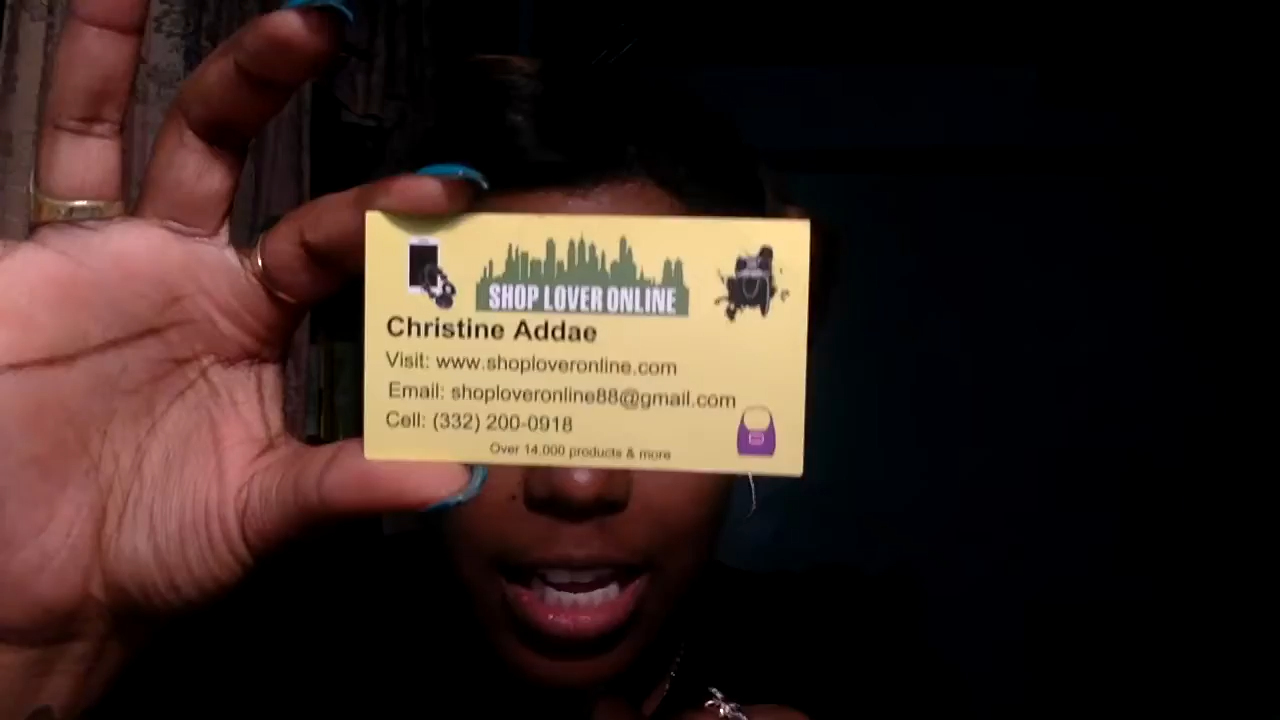 SHOP LOVER ONLINE
Christine Addae
Visit: www.shoploveronline.com
Email: shoploveronline88@gmail.com
Cell: (332) 200-0918
Over 14.000 products & more